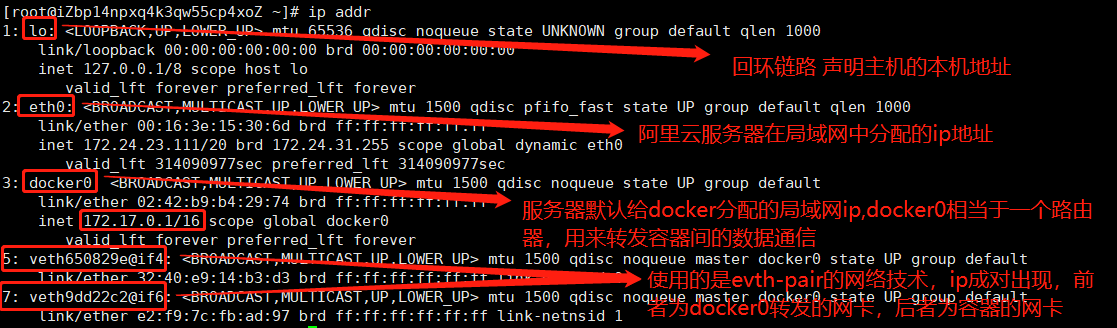 [root@iZbp14npxq4k3qw55cp4xoZ ~]# ip addr
1: lo: <LOOPBACK,UP,LOWER_UP> mtu 65536 qdisc noqueue state UNKNOWN group default qlen 1000
link/loopback 00:00:00:00:00:00 brd 00:00:00:00:00:00
回环链路 声明主机的本机地址
inet 127.0.0.1/8 scope host lo
valid_lft forever preferred_lft forever
2: eth0: <BROADCAST,MULTICAST,UP,LOWER_UP> mtu 1500 qdisc pfifo_fast state UP group default qlen 1000
link/ether 00:16:3e:15:30:6d brd ff:ff:ff:ff:ff:ff
阿里云服务器在局域网中分配的ip地址
inet 172.24.23.111/20 brd 172.24.31.255 scope global dynamic eth0
valid_lft 314090977sec preferred_lft 314090977sec
3: docker0 <BROADCAST,MULTICAST,UP,LOWER_UP> mtu 1500 qdisc noqueue state UP group default
link/ether 02:42:b9:b4:29:74 brd ff:ff:ff:ff:ff:ff
服务器默认给docker分配的局域网ip,docker0相当于一个路由
器，用来转发容器间的数据通信
inet 172.17.0.1/16 scope global docker0
valid_lft forever preferred_lft forever
5: veth650829e@if4: <BROADCAST,MULTICAST,UP,LOWER_UP> mtu 1500 qdisc noqueue master docker0 state UP group default
link/ether 32:40:e9:14:b3:d3 brd ff:ff:ff:ff:ff:ff
使用的是evth-pair的网络技术，ip成对出现，前
者为docker0转发的网卡，后者为容器的网卡
7: veth9dd22c2@if6: <BROADCAST,MULTICAST,UP,LOWER_UP> mtu 1500 qdisc noqueue master docker0 state UP group default
link/ether e2:f9:7c:fb:ad:97 brd ff:ff:ff:ff:ff:ff link-netnsid 1